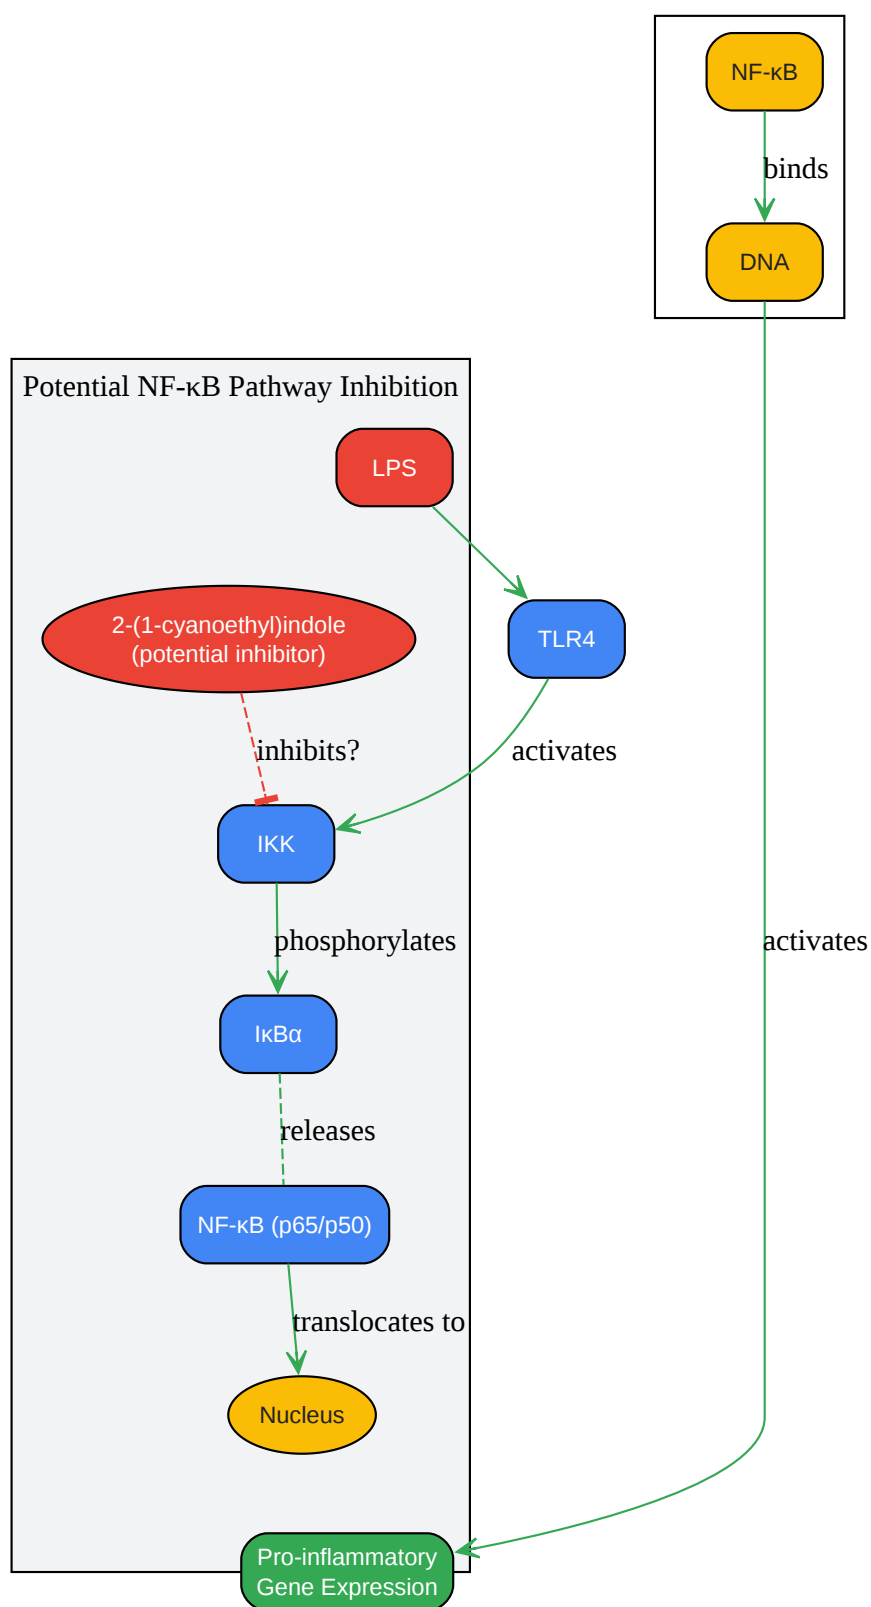 NF-κB
binds
DNA
Potential NF-κB Pathway Inhibition
LPS
2-(1-cyanoethyl)indole
(potential inhibitor)
TLR4
inhibits?
activates
IKK
phosphorylates
activates
IκBα
releases
NF-κB (p65/p50)
translocates to
Nucleus
Pro-inflammatory
Gene Expression